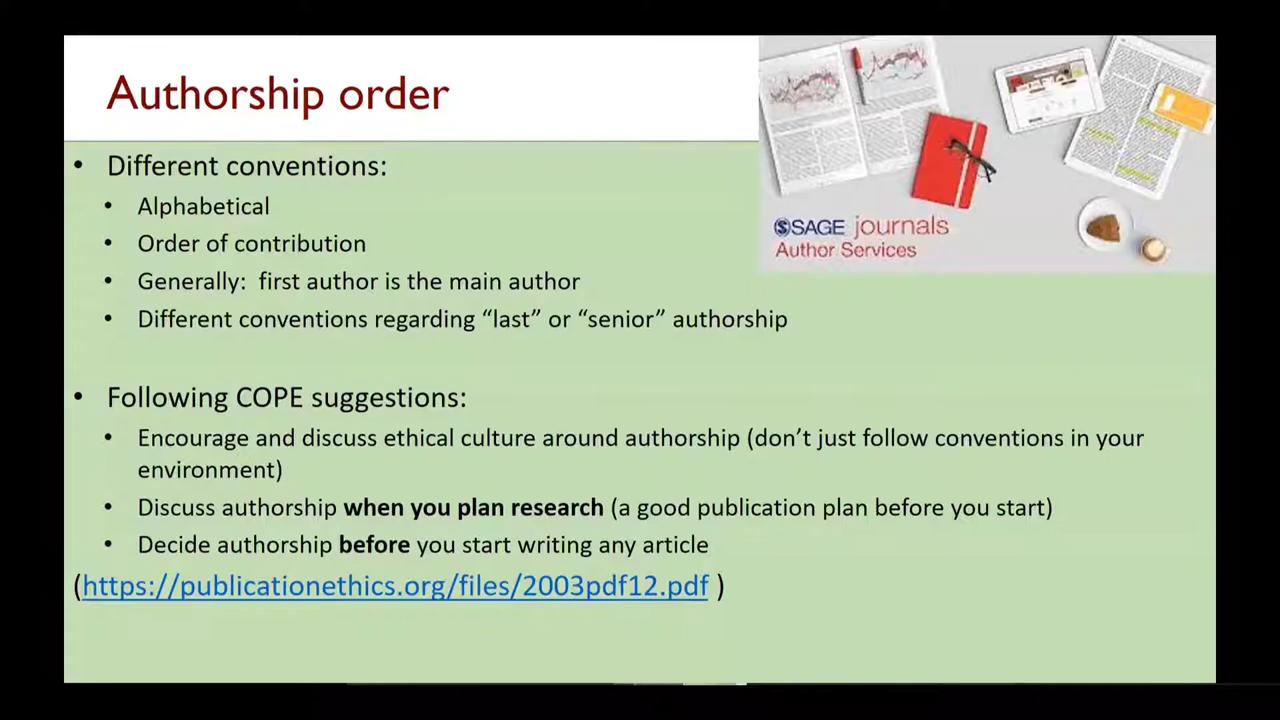 Authorship order
• Different conventions:
• Alphabetical
• Order of contribution
• Generally:  first author is the main author
• Different conventions regarding “last” or “senior” authorship
• Following COPE suggestions:
• Encourage and discuss ethical culture around authorship (don’t just follow conventions in your
environment)
• Discuss authorship when you plan research (a good publication plan before you start)
• Decide authorship before you start writing any article
(https://publicationethics.org/files/2003pdf12.pdf )
SAGE journals
Author Services